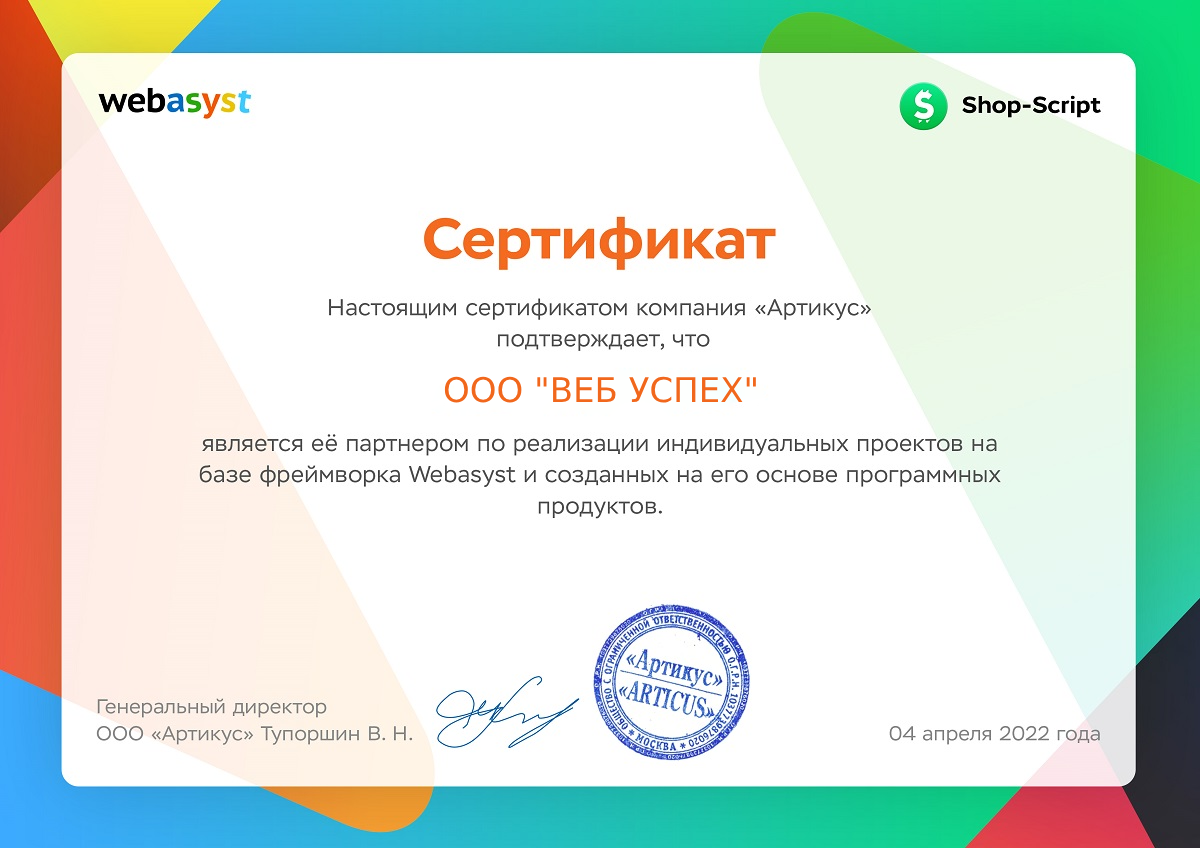 webasyst
Shop-Script
Сертификат
Настоящим сертификатом компания «Артикус»
подтверждает, что
ООО "ВЕБ УСПЕХ"
является её партнером по реализации индивидуальных проектов на
базе фреймворка Webasyst и созданных на его основе программных
продуктов.
Генеральный директор
ООО «Артикус» Тупоршин В. Н.
ОБЩЕСТВО С ОГРАНИЧЕННОЙ ОТВЕТСТВЕННОСТЬЮ О.Г.Р.Н. 1037739976020
«Артикус»
«ARTICUS»
* МОСКВА *
04 апреля 2022 года